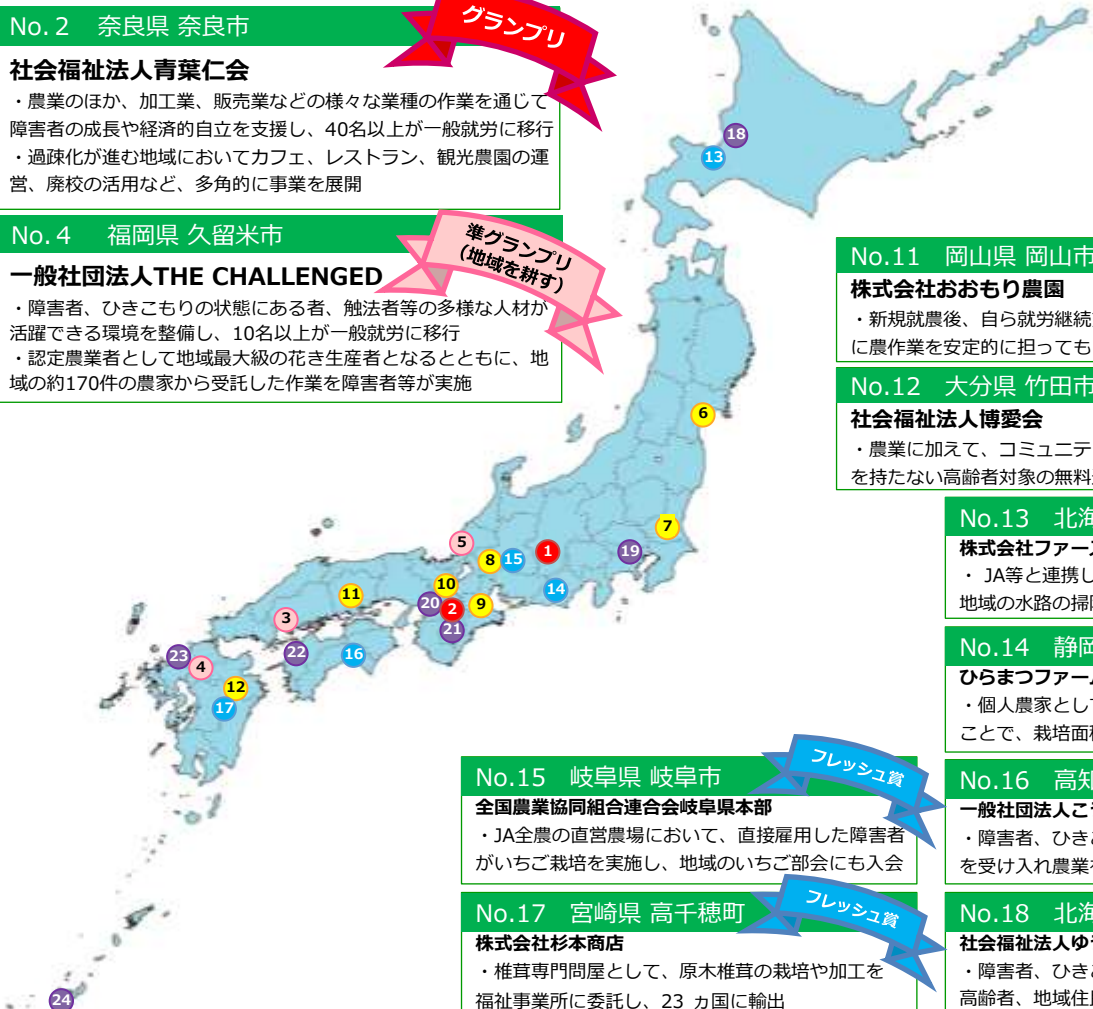 No. 2 奈良県 奈良市
グランプリ
社会福祉法人青葉仁会
・農業のほか、加工業、販売業などの様々な業種の作業を通じて
障害者の成長や経済的自立を支援し、40名以上が一般就労に移行
・過疎化が進む地域においてカフェ、レストラン、観光農園の運
営、廃校の活用など、多角的に事業を展開
No. 4 福岡県 久留米市
準グランプリ
(地域を耕す)
一般社団法人THE CHALLENGED
・障害者、ひきこもりの状態にある者、触法者等の多様な人材が
活躍できる環境を整備し、10名以上が一般就労に移行
・認定農業者として地域最大級の花き生産者となるとともに、地
域の約170件の農家から受託した作業を障害者等が実施
18
13
6
7
5
8
15
1
19
14
10
20
2
9
21
11
3
22
16
23
4
12
17
24
No.11 岡山県 岡山市
株式会社おおもり農園
・新規就農後、自ら就労継続
に農作業を安定的に担っても
No.12 大分県 竹田市
社会福祉法人博愛会
・農業に加えて、コミュニテ
を持たない高齢者対象の無料
No.13 北海
株式会社ファー
・ JA等と連携し
地域の水路の掃
No.14 静岡
ひらまつファー
・個人農家とし
ことで、栽培面
No.15 岐阜県 岐阜市
フレッシュ賞
全国農業協同組合連合会岐阜県本部
・JA全農の直営農場において、直接雇用した障害者
がいちご栽培を実施し、地域のいちご部会にも入会
No.16 高知
一般社団法人こ
・障害者、ひき
を受け入れ農業
No.17 宮崎県 高千穂町
フレッシュ賞
株式会社杉本商店
・椎茸専門問屋として、原木椎茸の栽培や加工を
福祉事業所に委託し、23 ヵ国に輸出
No.18 北海
社会福祉法人ゆ
・障害者、ひき
高齢者、地域住